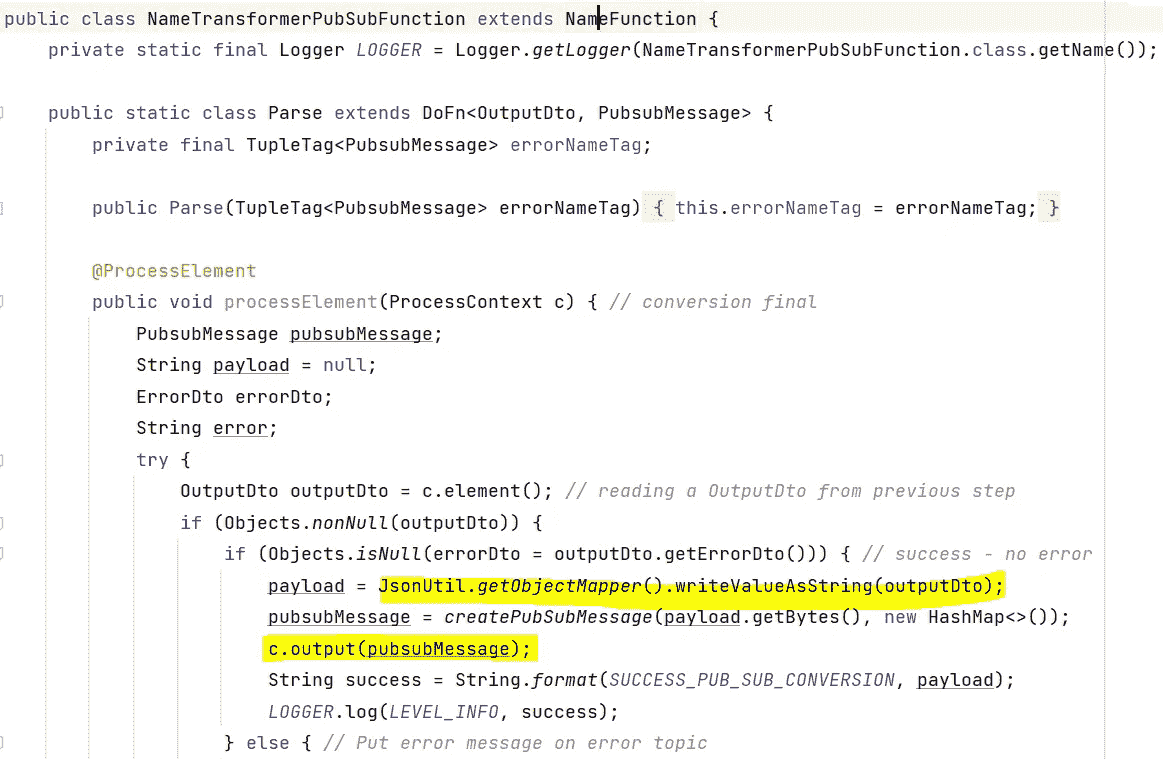 public class NameTransformerPubSubFunction extends NameFunction {
private static final Logger LOGGER = Logger.getLogger(NameTransformerPubSubFunction.class.getName());
public static class Parse extends DoFn<OutputDto, PubsubMessage> {
private final TupleTag<PubsubMessage> errorNameTag;
public Parse(TupleTag<PubsubMessage> errorNameTag) { this.errorNameTag = errorNameTag; }
@ProcessElement
public void processElement(ProcessContext c) { // conversion final
PubsubMessage pubsubMessage;
String payload = null;
ErrorDto errorDto;
String error;
try {
OutputDto outputDto = c.element(); // reading a OutputDto from previous step
if (Objects.nonNull(outputDto)) {
if (Objects.isNull(errorDto = outputDto.getErrorDto())) { // success - no error
payload = JsonUtil.getObjectMapper().writeValueAsString(outputDto);
pubsubMessage = createPubSubMessage(payload.getBytes(), new HashMap<>());
c.output(pubsubMessage);
String success = String.format(SUCCESS_PUB_SUB_CONVERSION, payload);
LOGGER.log(LEVEL_INFO, success);
} else { // Put error message on error topic